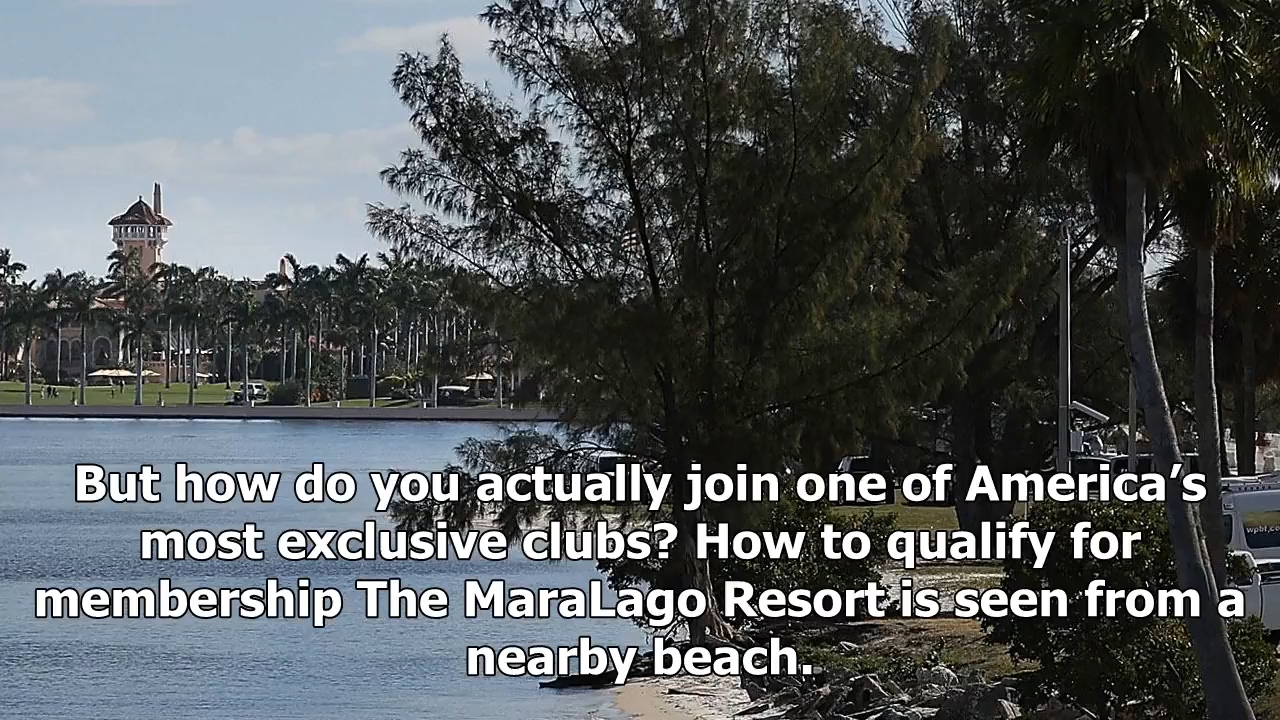 But how do you actually join one of America’s
most exclusive clubs? How to qualify for
membership The MaraLago Resort is seen from a
nearby beach.